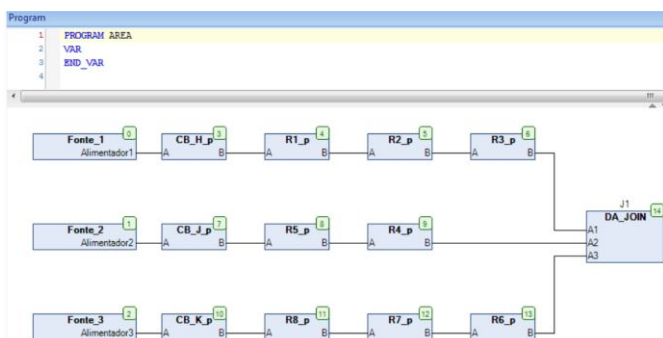 Program
1 PROGRAM AREA
2 VAR
3 END_VAR
4
0 3 4 5 6
Fonte_1 CB_H_p R1_p R2_p R3_p
Alimentador1 A B A B A B A B
J1
DA_JOIN 14
A1
A2
A3
1 7 8 9
Fonte_2 CB_J_p R5_p R4_p
Alimentador2 A B A B A B
2 10 11 12 13
Fonte_3 CB_K_p R8_p R7_p R6_p
Alimentador3 A B A B A B A B